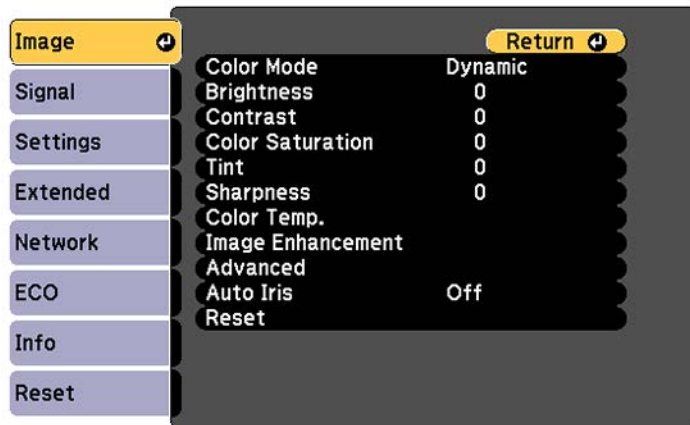 Image
Signal
Settings
Extended
Network
ECO
Info
Reset
Return
Color Mode Dynamic
Brightness 0
Contrast 0
Color Saturation 0
Tint 0
Sharpness 0
Color Temp.
Image Enhancement
Advanced
Auto Iris Off
Reset